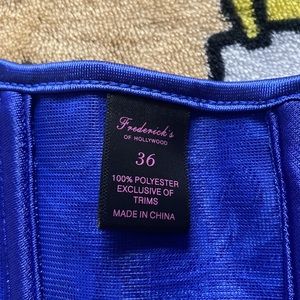 Frederick's
OF HOLLYWOOD
36
100% POLYESTER
EXCLUSIVE OF
TRIMS
MADE IN CHINA